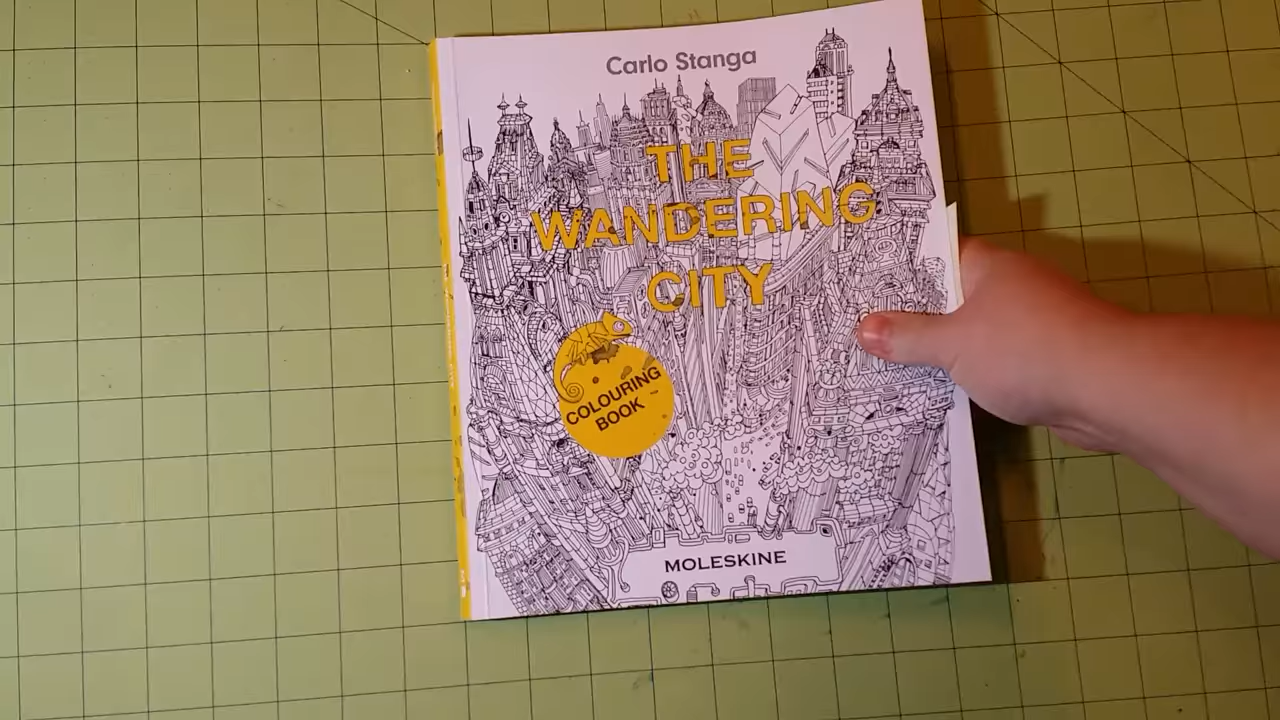 Carlo Stanga
THE
WANDERING
CITY
COLOURING
BOOK
MOLESKINE